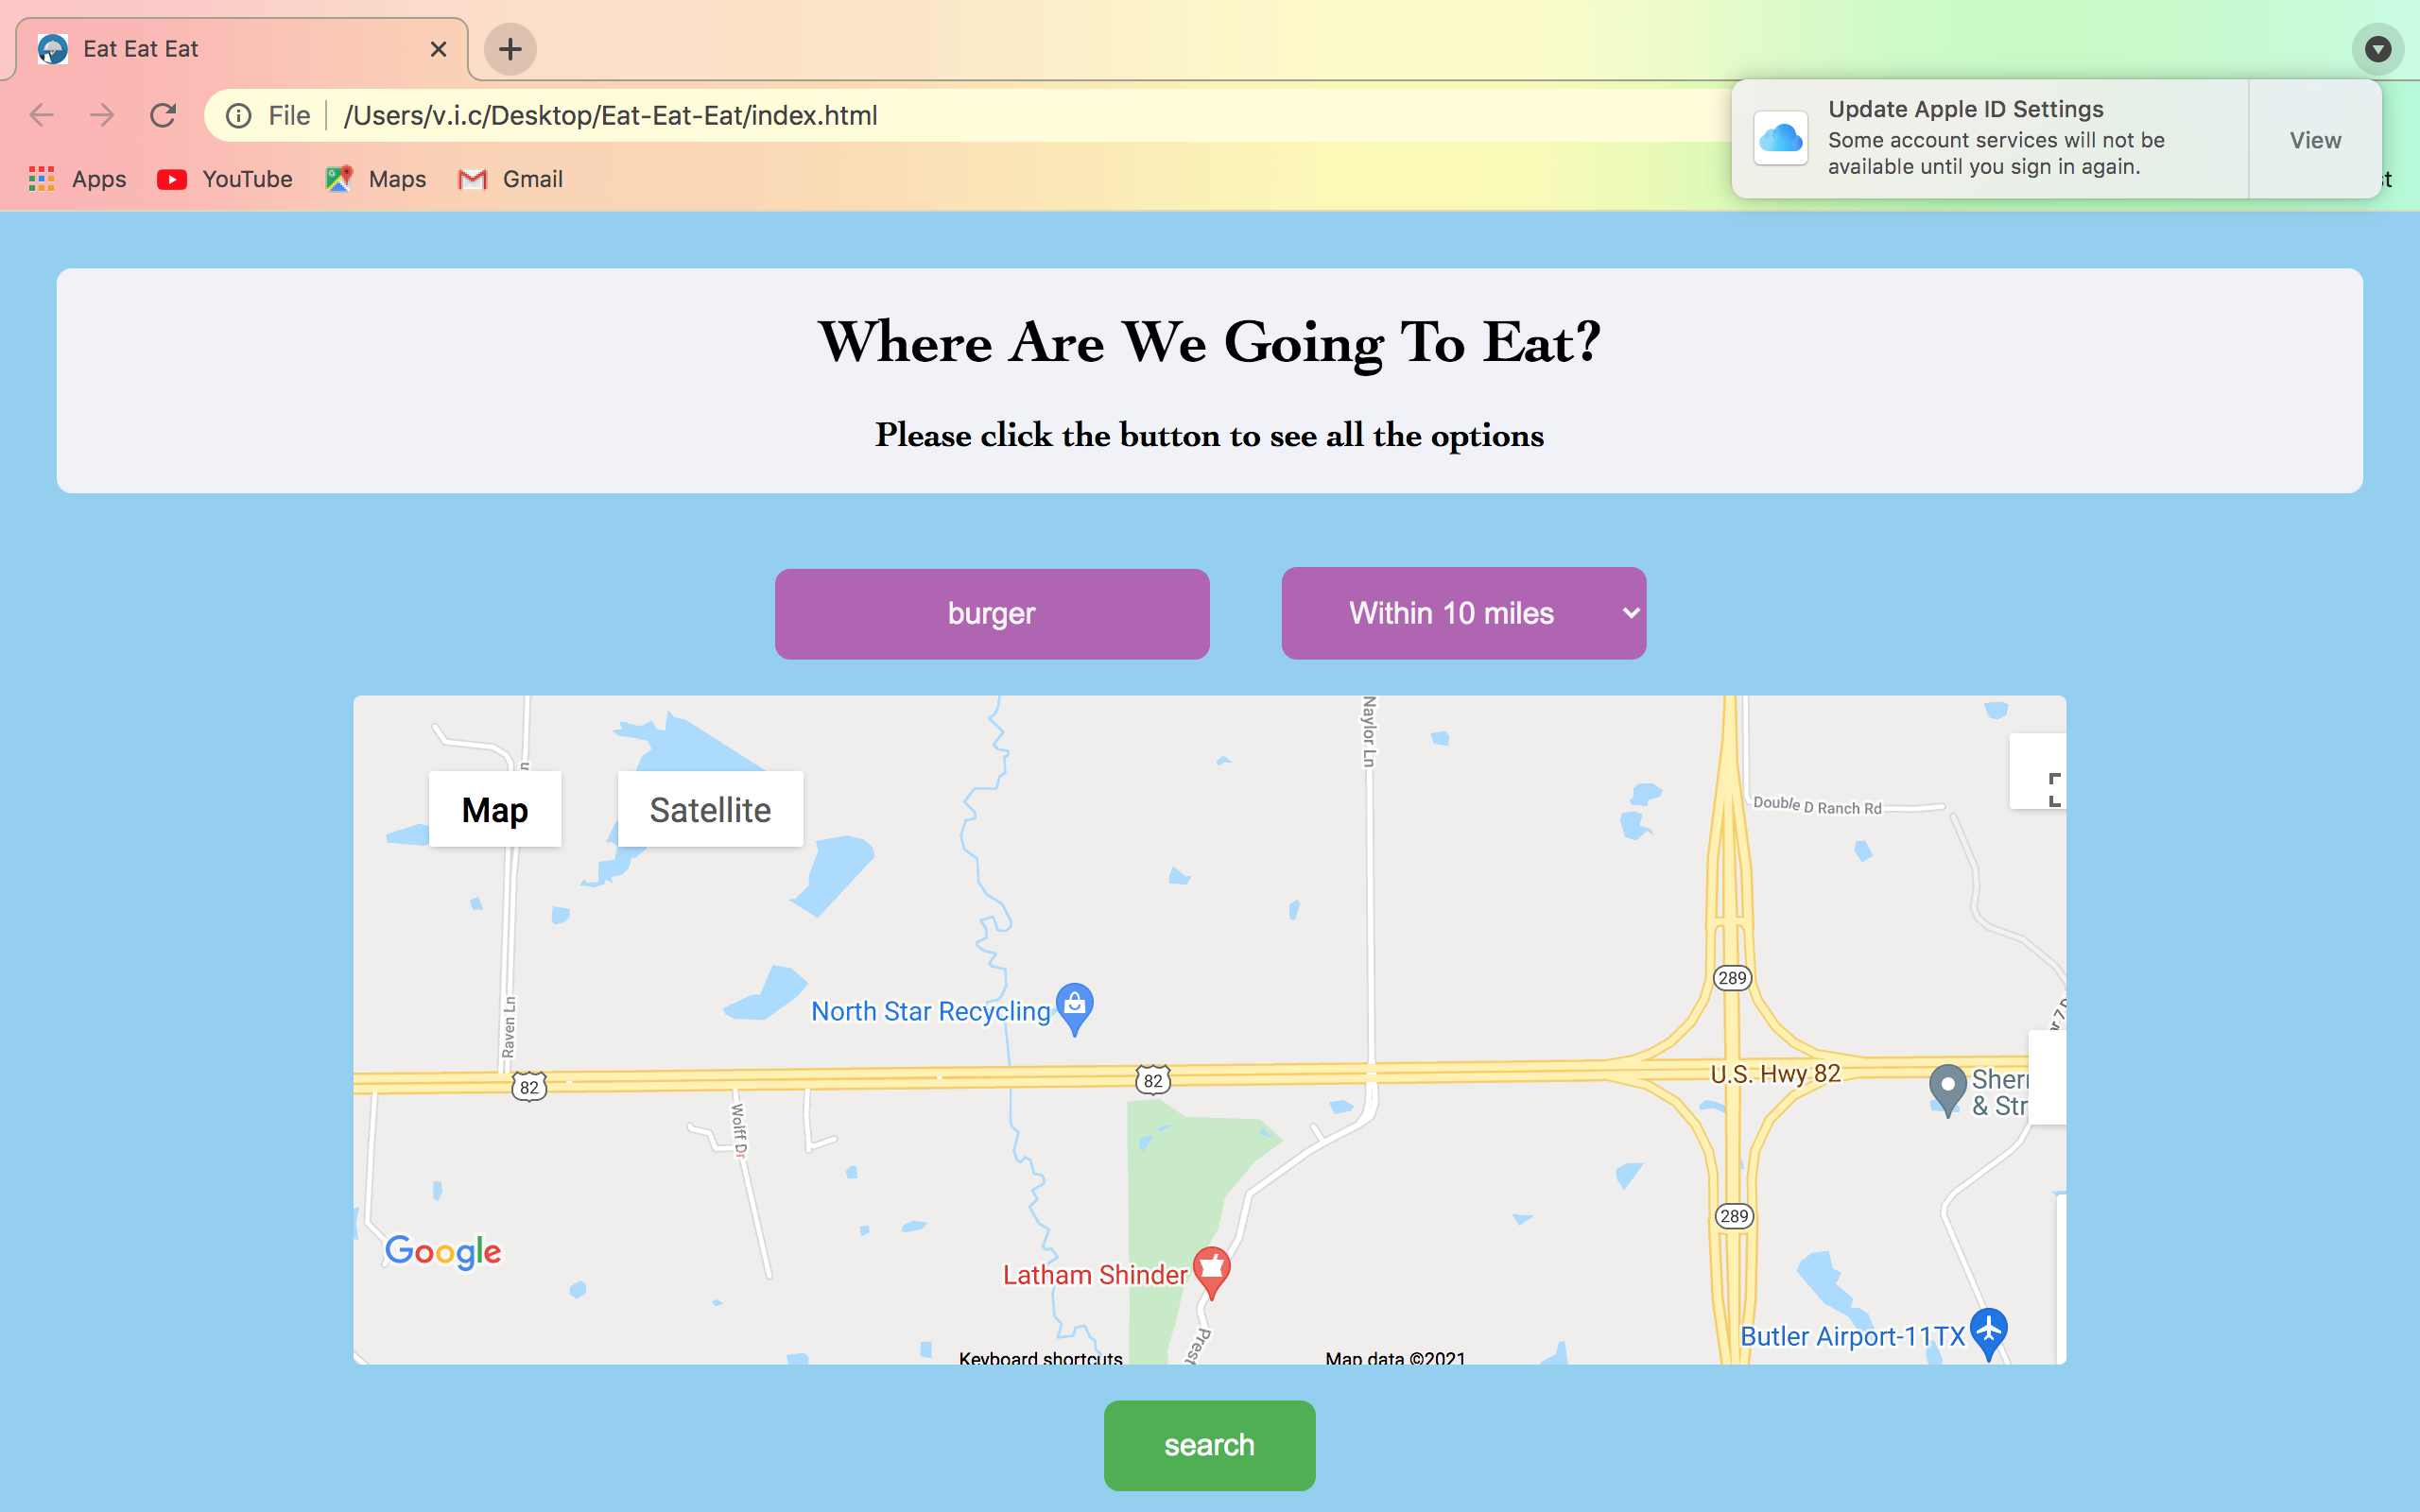 Eat Eat Eat
File /Users/v.i.c/Desktop/Eat-Eat-Eat/index.html
Update Apple ID Settings
Some account services will not be
available until you sign in again.
View
Apps YouTube Maps Gmail
Where Are We Going To Eat?
Please click the button to see all the options
burger
Within 10 miles
Naylor Ln
Map
Satellite
Double D Ranch Rd
289
North Star Recycling
Raven Ln
82
82
U.S. Hwy 82
Wolff Dr
& Str
289
Google
Latham Shinder
Prest
Butler Airport-11TX
Keyboard shortcuts
Map data ©2021
search